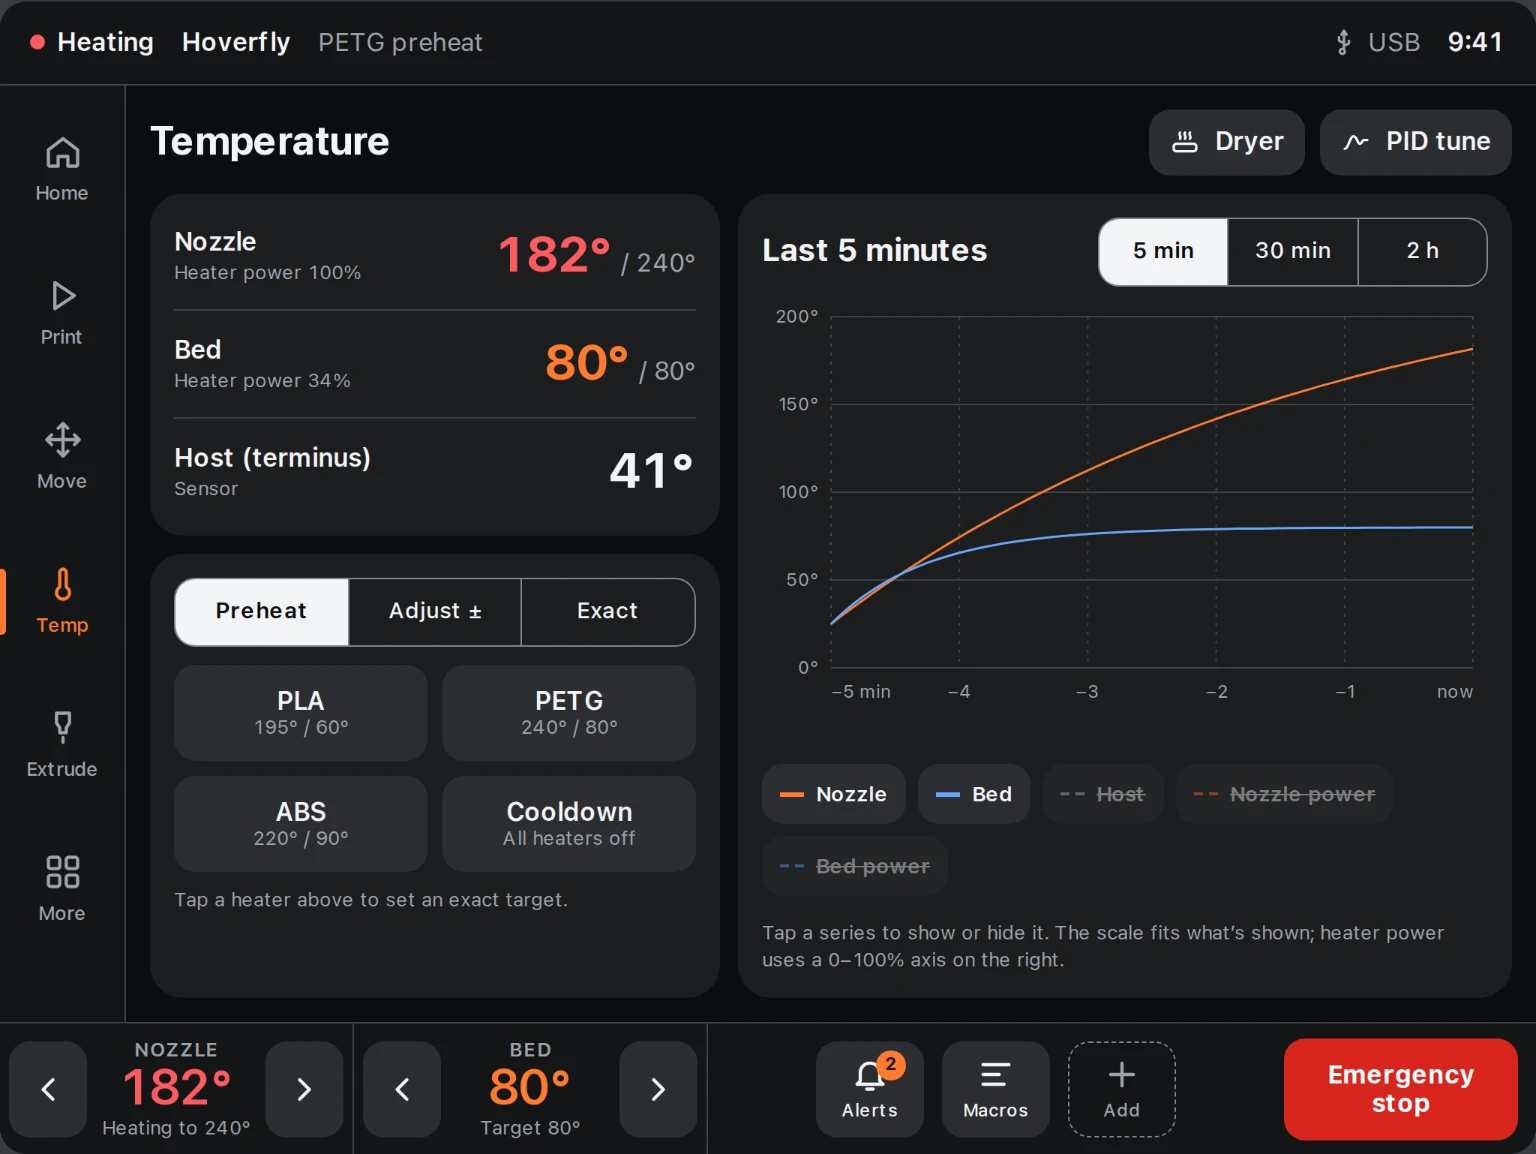 Heating Hoverfly PETG preheat
USB 9:41
Home
Print
Move
Temp
Extrude
More
Temperature
Dryer
PID tune
Nozzle
Heater power 100%
182° / 240°
Bed
Heater power 34%
80° / 80°
Host (terminus)
Sensor
41°
Preheat Adjust ± Exact
PLA
195° / 60°
PETG
240° / 80°
ABS
220° / 90°
Cooldown
All heaters off
Tap a heater above to set an exact target.
Last 5 minutes
5 min 30 min 2 h
200°
150°
100°
50°
0°
−5 min −4 −3 −2 −1 now
Nozzle Bed Host Nozzle power
Bed power
Tap a series to show or hide it. The scale fits what’s shown; heater power
uses a 0–100% axis on the right.
NOZZLE
182°
Heating to 240°
BED
80°
Target 80°
2
Alerts
Macros
Add
Emergency
stop